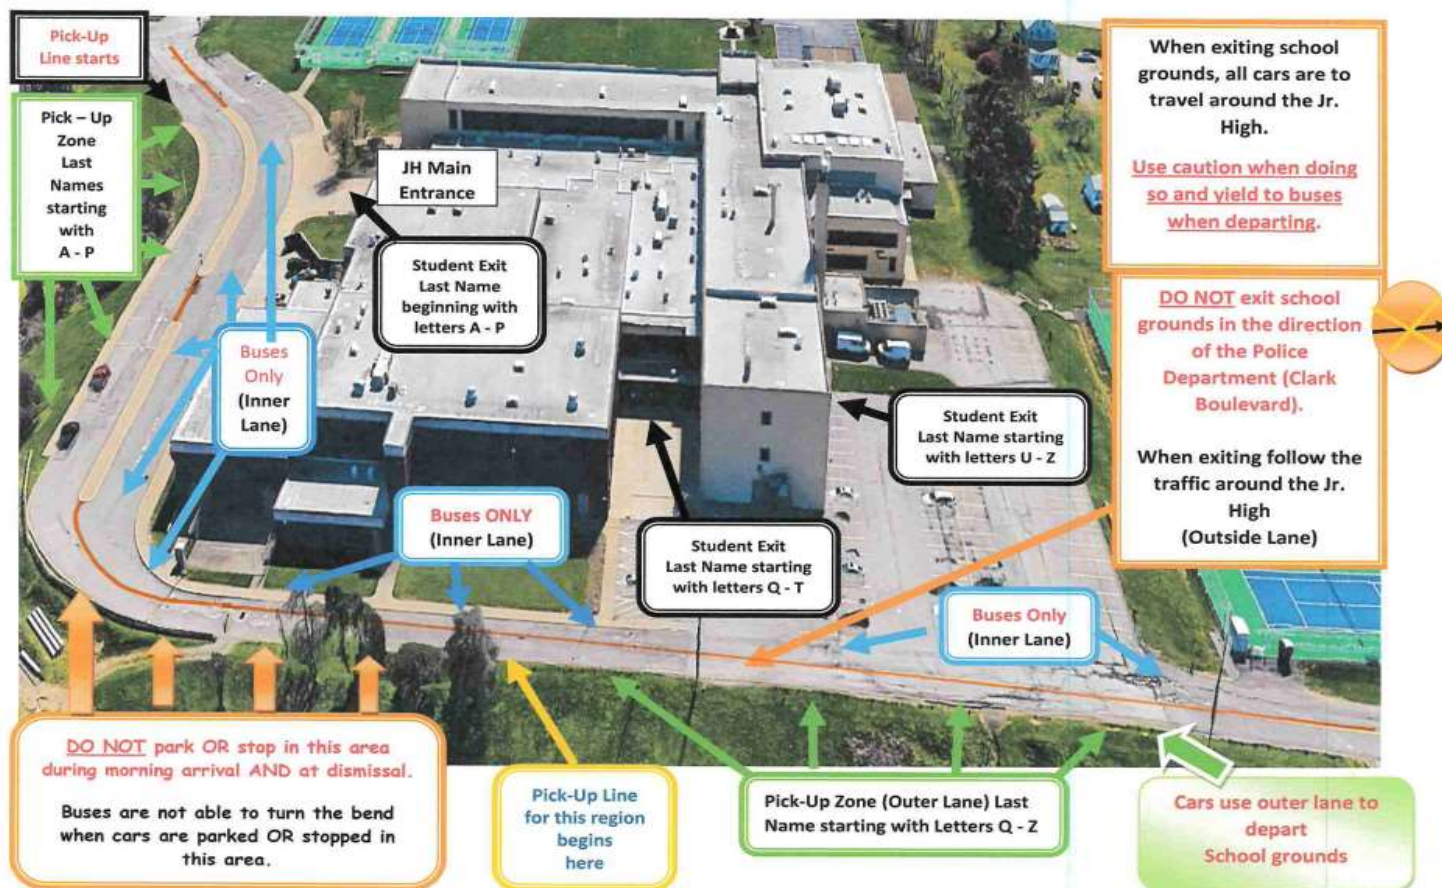 Pick-Up
Line starts
Pick – Up
Zone
Last
Names
starting
with
A - P
JH Main
Entrance
Student Exit
Last Name
beginning with
letters A - P
Buses
Only
(Inner
Lane)
Buses ONLY
(Inner Lane)
Student Exit
Last Name starting
with letters Q - T
Student Exit
Last Name starting
with letters U - Z
Buses Only
(Inner Lane)
When exiting school
grounds, all cars are to
travel around the Jr.
High.
Use caution when doing
so and yield to buses
when departing.
DO NOT exit school
grounds in the direction
of the Police
Department (Clark
Boulevard).
When exiting follow the
traffic around the Jr.
High
(Outside Lane)
DO NOT park OR stop in this area
during morning arrival AND at dismissal.
Buses are not able to turn the bend
when cars are parked OR stopped in
this area.
Pick-Up Line
for this region
begins
here
Pick-Up Zone (Outer Lane) Last
Name starting with Letters Q - Z
Cars use outer lane to
depart
School grounds